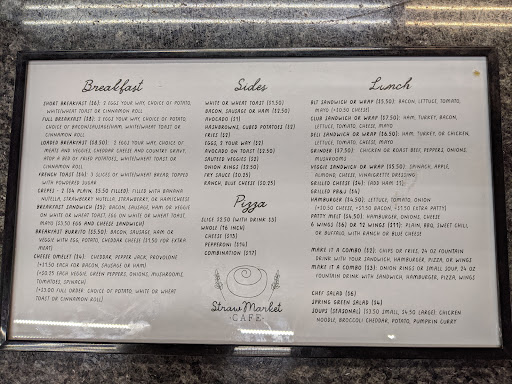 Breakfast
SHORT BREAKFAST ($6): 2 EGGS YOUR WAY, CHOICE OF POTATO,
WHITE/WHEAT TOAST OR CINNAMON ROLL
FULL BREAKFAST ($8): 2 EGGS YOUR WAY, CHOICE OF POTATO,
CHOICE OF BACON/SAUSAGE/HAM, WHITE/WHEAT TOAST OR
CINNAMON ROLL
LOADED BREAKFAST ($8.50): 2 EGGS YOUR WAY, CHOICE OF
MEATS AND VEGGIES, CHEDDAR CHEESE AND COUNTRY GRAVY,
ATOP A BED OF FRIED POTATOES, WHITE/WHEAT TOAST OR
CINNAMON ROLL
FRENCH TOAST ($4): 3 SLICES OF WHITE/WHEAT BREAD, TOPPED
WITH POWDERED SUGAR
CREPES - 2 ($4 PLAIN, $5.50 FILLED): FILLED WITH BANANA
NUTELLA, STRAWBERRY NUTELLA, STRAWBERRY, OR HAM/CHEESE
BREAKFAST SANDWICH ($5): BACON, SAUSAGE, HAM, OR VEGGIE
ON WHITE OR WHEAT TOAST, EGG ON WHITE OR WHEAT TOAST,
MAYO ($3.50 EGG AND CHEESE SANDWICH)
BREAKFAST BURRITO ($5.50): BACON, SAUSAGE, HAM OR
VEGGIE WITH EGG, POTATO, CHEDDAR CHEESE ($1.50 FOR EXTRA
MEAT)
CHEESE OMELET ($4): CHEDDAR, PEPPER JACK, PROVOLONE
(+$1.50 EACH FOR BACON, SAUSAGE OR HAM)
(+$0.25 EACH VEGGIE, GREEN PEPPERS, ONIONS, MUSHROOMS,
TOMATOES, SPINACH)
(+$3.00 FULL ORDER: CHOICE OF POTATO, WHITE OR WHEAT
TOAST OR CINNAMON ROLL)
Sides
WHITE OR WHEAT TOAST ($1.50)
BACON, SAUSAGE OR HAM ($2.50)
AVOCADO ($1)
HASHBROWNS, CUBED POTATOES ($2)
FRIES ($2)
EGGS, 2 YOUR WAY ($2)
AVOCADO ON TOAST ($2.50)
SAUTEED VEGGIES ($2)
ONION RINGS ($2.50)
FRY SAUCE ($0.25)
RANCH, BLUE CHEESE ($0.25)
Pizza
SLICE $2.50 (WITH DRINK $3)
WHOLE (16 INCH)
CHEESE ($13)
PEPPERONI ($14)
COMBINATION ($17)
Straw Market
· CAFE ·
Lunch
BLT SANDWICH OR WRAP ($5.50): BACON, LETTUCE, TOMATO,
MAYO (+$0.50 CHEESE)
CLUB SANDWICH OR WRAP ($7.50): HAM, TURKEY, BACON,
LETTUCE, TOMATO, CHEESE, MAYO
DELI SANDWICH OR WRAP ($6.50): HAM, TURKEY, OR CHICKEN,
LETTUCE, TOMATO, CHEESE, MAYO
GRINDER ($7.50): CHICKEN OR ROAST BEEF, PEPPERS, ONIONS,
MUSHROOMS
VEGGIE SANDWICH OR WRAP ($5.50): SPINACH, APPLE,
ALMOND, CHEESE, VINAIGRETTE DRESSING
GRILLED CHEESE ($4): (ADD HAM $1):
GRILLED PBNJ ($4)
HAMBURGER ($4.50): LETTUCE, TOMATO, ONION
(+$0.50 CHEESE, +$1.50 BACON, +$1.50 EXTRA PATTY)
PATTY MELT ($4.50): HAMBURGER, ONIONS, CHEESE
6 WINGS ($6) OR 12 WINGS ($11): PLAIN, BBQ, SWEET CHILI
OR BUFFALO, WITH RANCH OR BLUE CHEESE
MAKE IT A COMBO ($2): CHIPS OR FRIES, 24 OZ FOUNTAIN
DRINK WITH YOUR SANDWICH, HAMBURGER, PIZZA, OR WINGS
MAKE IT A COMBO ($3): ONION RINGS OR SMALL SOUP, 24 OZ
FOUNTAIN DRINK WITH SANDWICH, HAMBURGER, PIZZA, WINGS
CHEF SALAD ($6)
SPRING GREEN SALAD ($4)
SOUPS (SEASONAL) ($3.50 SMALL, $4.50 LARGE): CHICKEN
NOODLE, BROCCOLI CHEDDAR, POTATO, PUMPKIN CURRY